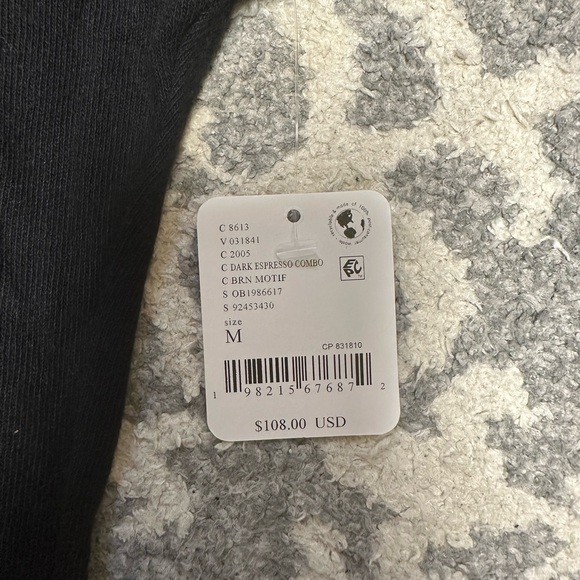 C 8613
V 031841
C 2005
C DARK ESPRESSO COMBO
C BRN MOTIF
S OB1986617
S 92453430
size
M
CP 831810
1 98215 67687 2
$108.00 USD